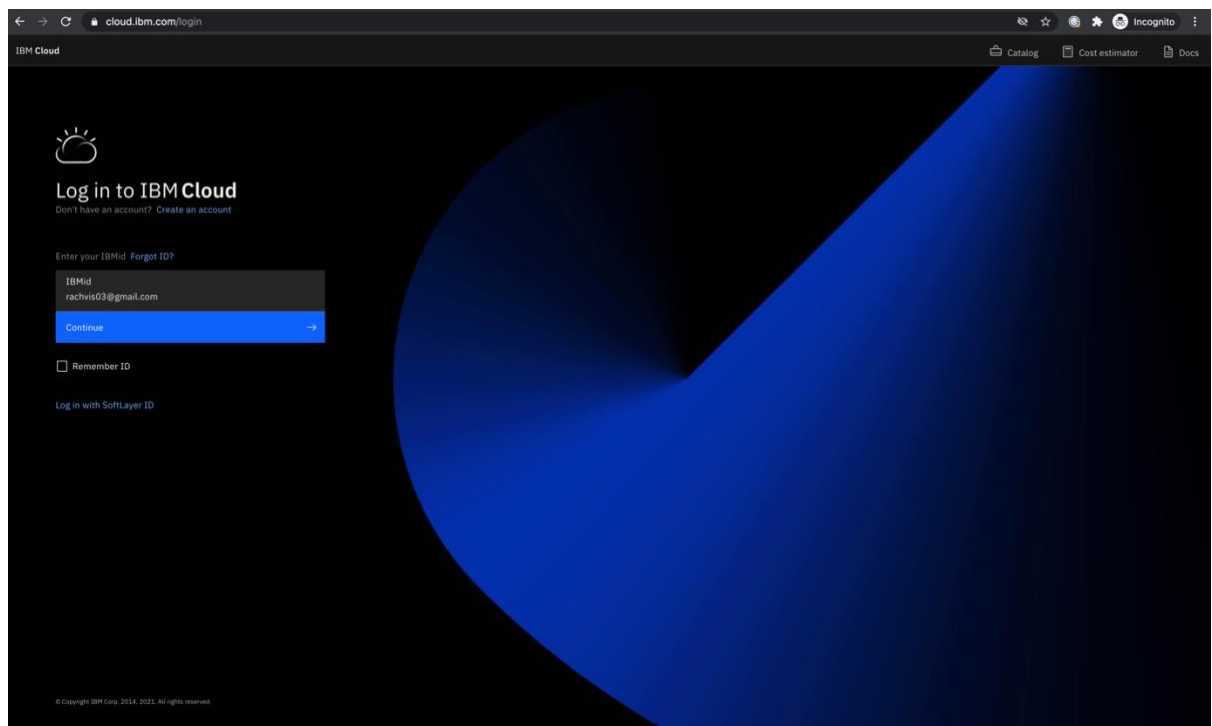 cloud.ibm.com/login
Incognito
IBM Cloud
Catalog
Cost estimator
Docs
Log in to IBM Cloud
Don't have an account? Create an account
Enter your IBMid Forgot ID?
IBMid
rachvis03@gmail.com
Continue
Remember ID
Log in with SoftLayer ID
© Copyright IBM Corp. 2014, 2021. All rights reserved.